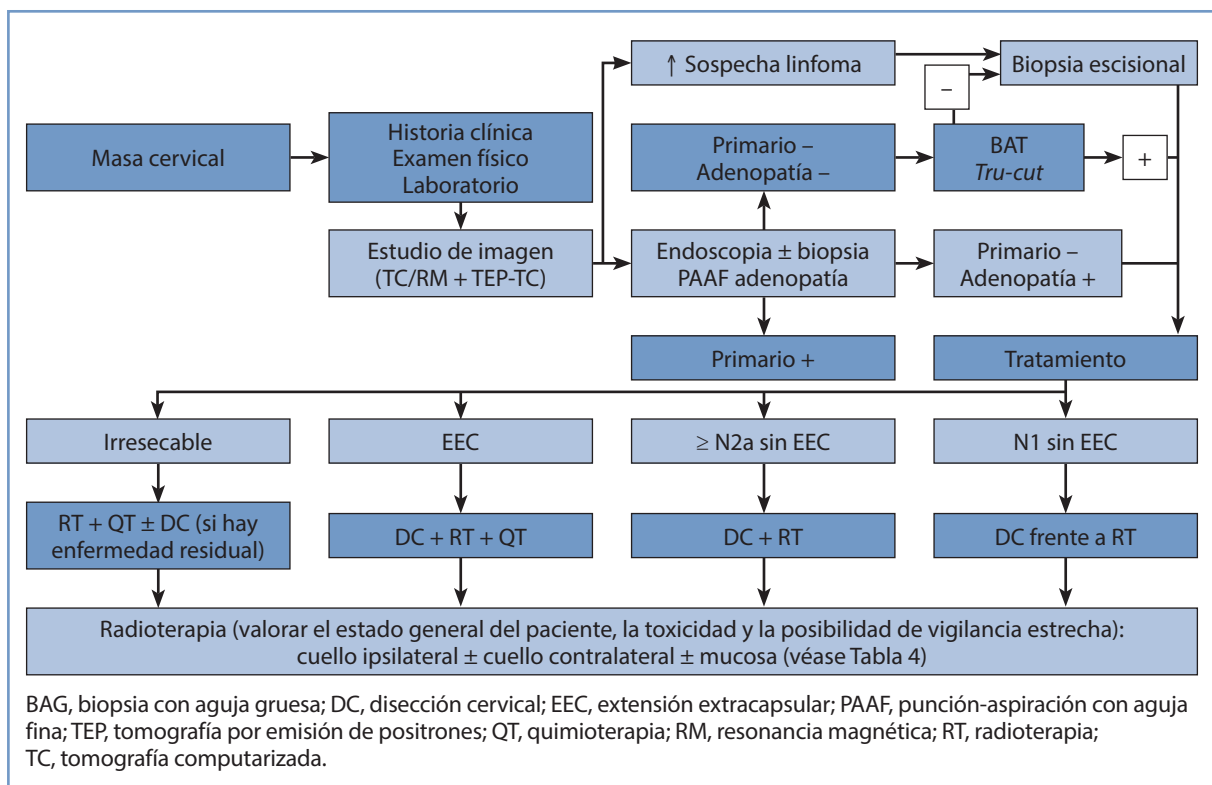 ↑ Sospecha linfoma
Biopsia escisional
–
Masa cervical
Historia clínica
Examen físico
Laboratorio
Primario –
Adenopatía –
BAT
Tru-cut
+
Estudio de imagen
(TC/RM + TEP-TC)
Endoscopia ± biopsia
PAAF adenopatía
Primario –
Adenopatía +
Primario +
Tratamiento
Irresecable
EEC
≥ N2a sin EEC
N1 sin EEC
RT + QT ± DC (si hay
enfermedad residual)
DC + RT + QT
DC + RT
DC frente a RT
Radioterapia (valorar el estado general del paciente, la toxicidad y la posibilidad de vigilancia estrecha):
cuello ipsilateral ± cuello contralateral ± mucosa (véase Tabla 4)
BAG, biopsia con aguja gruesa; DC, disección cervical; EEC, extensión extracapsular; PAAF, punción-aspiración con aguja
fina; TEP, tomografía por emisión de positrones; QT, quimioterapia; RM, resonancia magnética; RT, radioterapia;
TC, tomografía computarizada.